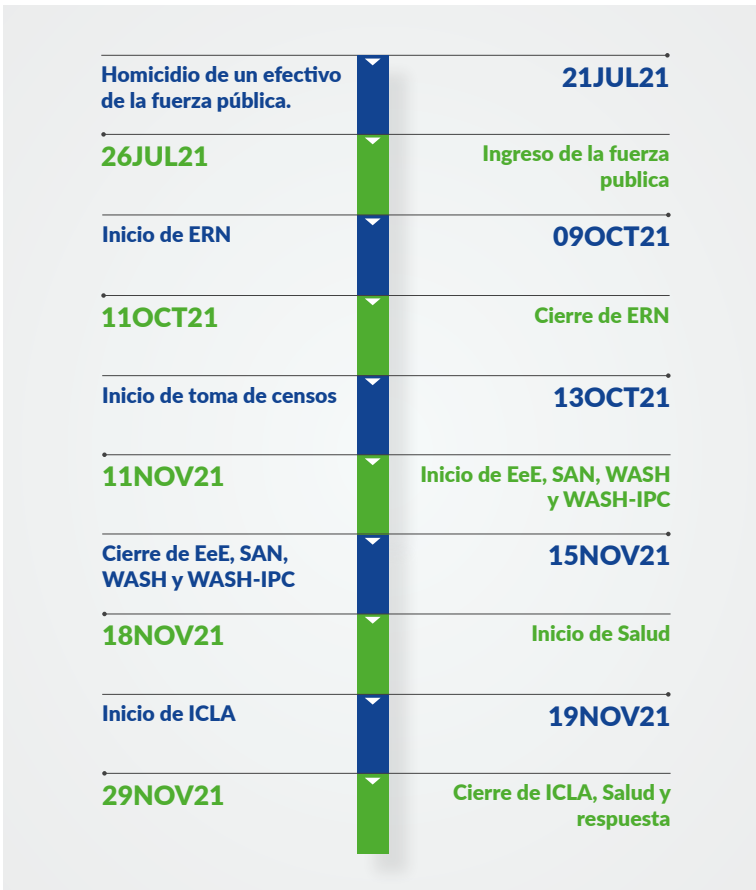 Homicidio de un efectivo
de la fuerza pública.
21JUL21
26JUL21
Ingreso de la fuerza
publica
Inicio de ERN
09OCT21
11OCT21
Cierre de ERN
Inicio de toma de censos
13OCT21
11NOV21
Inicio de EeE, SAN, WASH
y WASH-IPC
Cierre de EeE, SAN,
WASH y WASH-IPC
15NOV21
18NOV21
Inicio de Salud
Inicio de ICLA
19NOV21
29NOV21
Cierre de ICLA, Salud y
respuesta